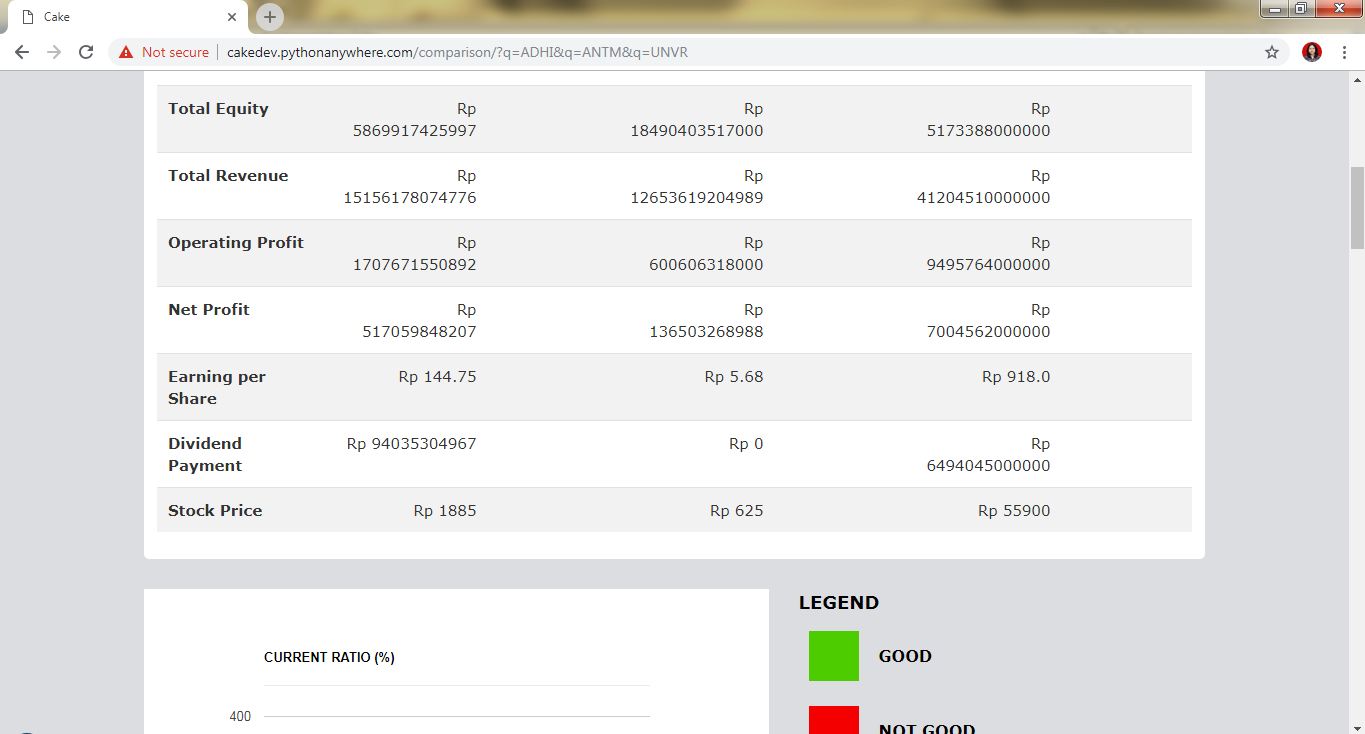 Cake
Not secure
cakedev.pythonanywhere.com/comparison/?q=ADHI&q=ANTM&q=UNVR
Total Equity Rp Rp Rp
5869917425997 18490403517000 5173388000000
Total Revenue Rp Rp Rp
15156178074776 12653619204989 41204510000000
Operating Profit Rp Rp Rp
1707671550892 600606318000 9495764000000
Net Profit Rp Rp Rp
517059848207 136503268988 7004562000000
Earning per Rp 144.75 Rp 5.68 Rp 918.0
Share
Dividend Rp 94035304967 Rp 0 Rp
Payment 6494045000000
Stock Price Rp 1885 Rp 625 Rp 55900
CURRENT RATIO (%)
400
LEGEND
GOOD
NOT GOOD